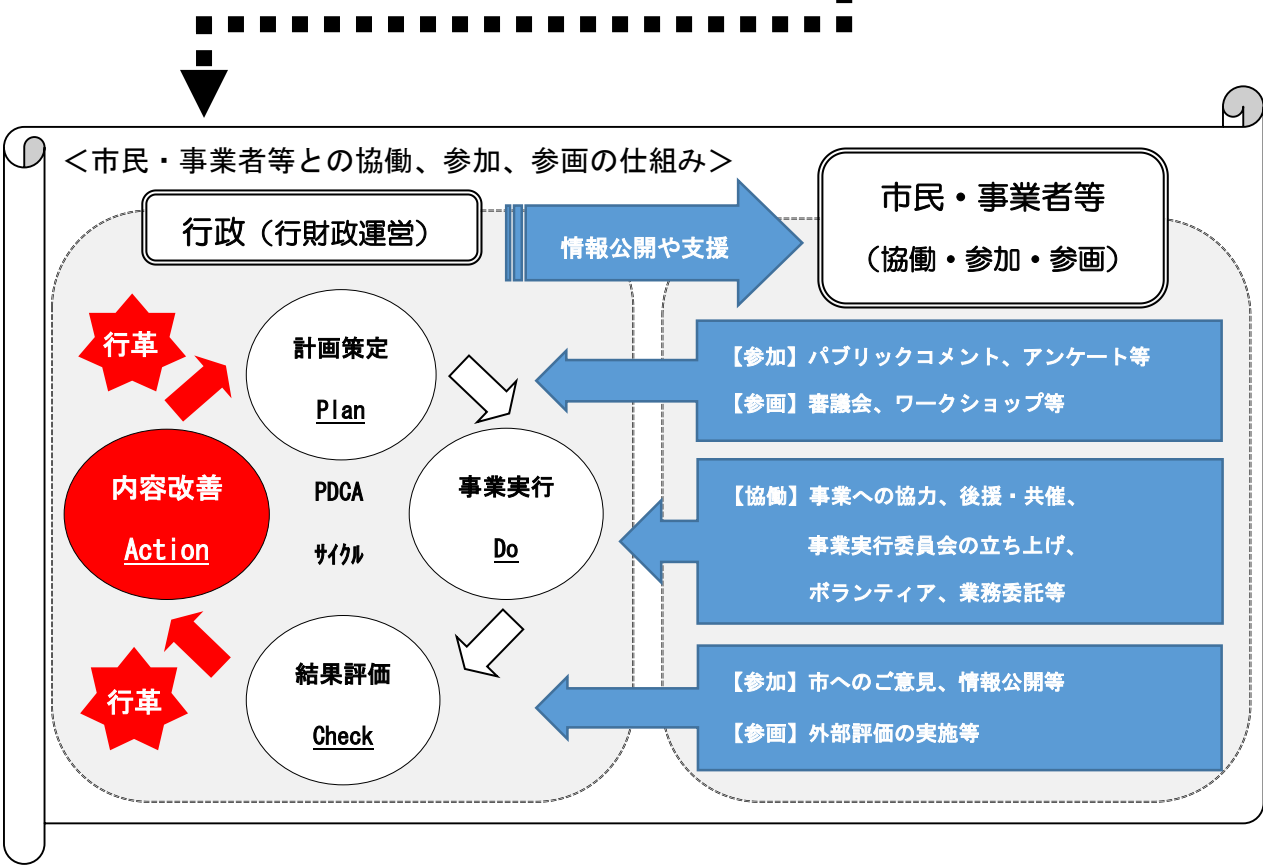 ＜市民・事業者等との協働、参加、参画の仕組み＞
行政（行財政運営）
情報公開や支援
市民・事業者等
（協働・参加・参画）
行革
計画策定
Plan
内容改善
Action
PDCA
ｻｲｸﾙ
事業実行
Do
行革
結果評価
Check
【参加】パブリックコメント、アンケート等
【参画】審議会、ワークショップ等
【協働】事業への協力、後援・共催、
事業実行委員会の立ち上げ、
ボランティア、業務委託等
【参加】市へのご意見、情報公開等
【参画】外部評価の実施等